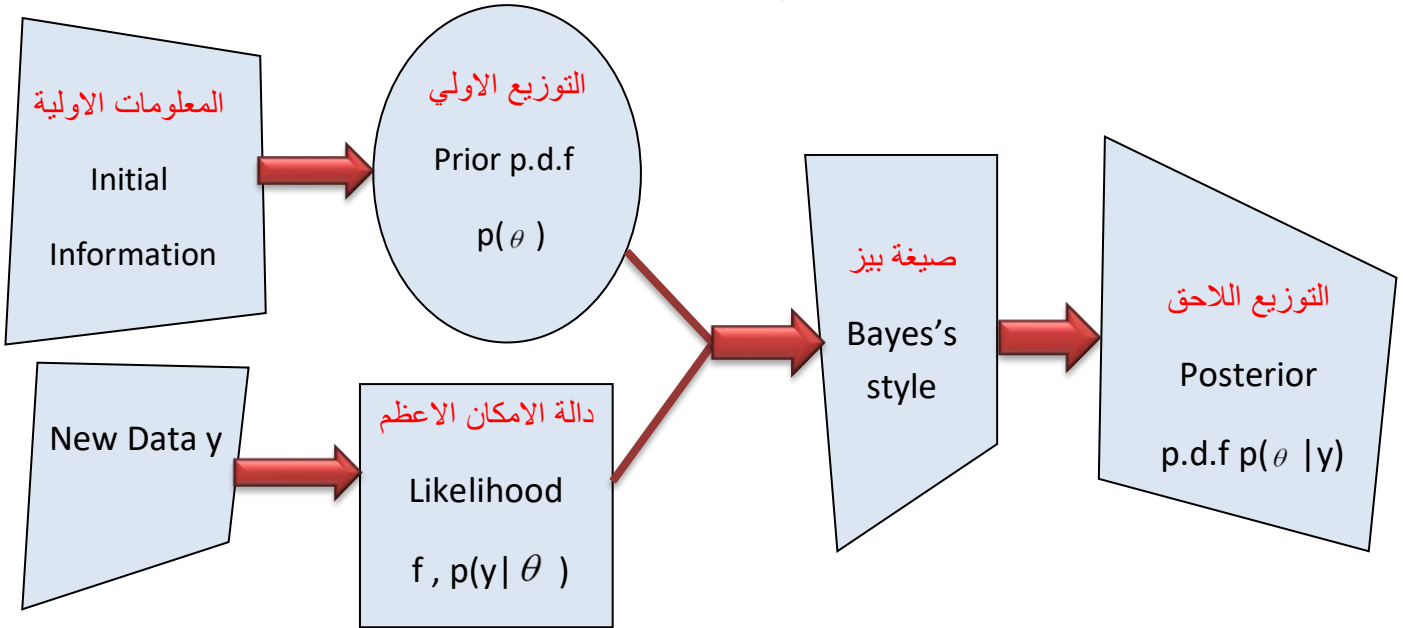 المعلومات الاولية
Initial
Information
التوزيع الاولي
Prior p.d.f
p(θ )
New Data y
دالة الامكان الاعظم
Likelihood
f , p(y| θ )
صيغة بيز
Bayes’s
style
التوزيع اللاحق
Posterior
p.d.f p(θ |y)